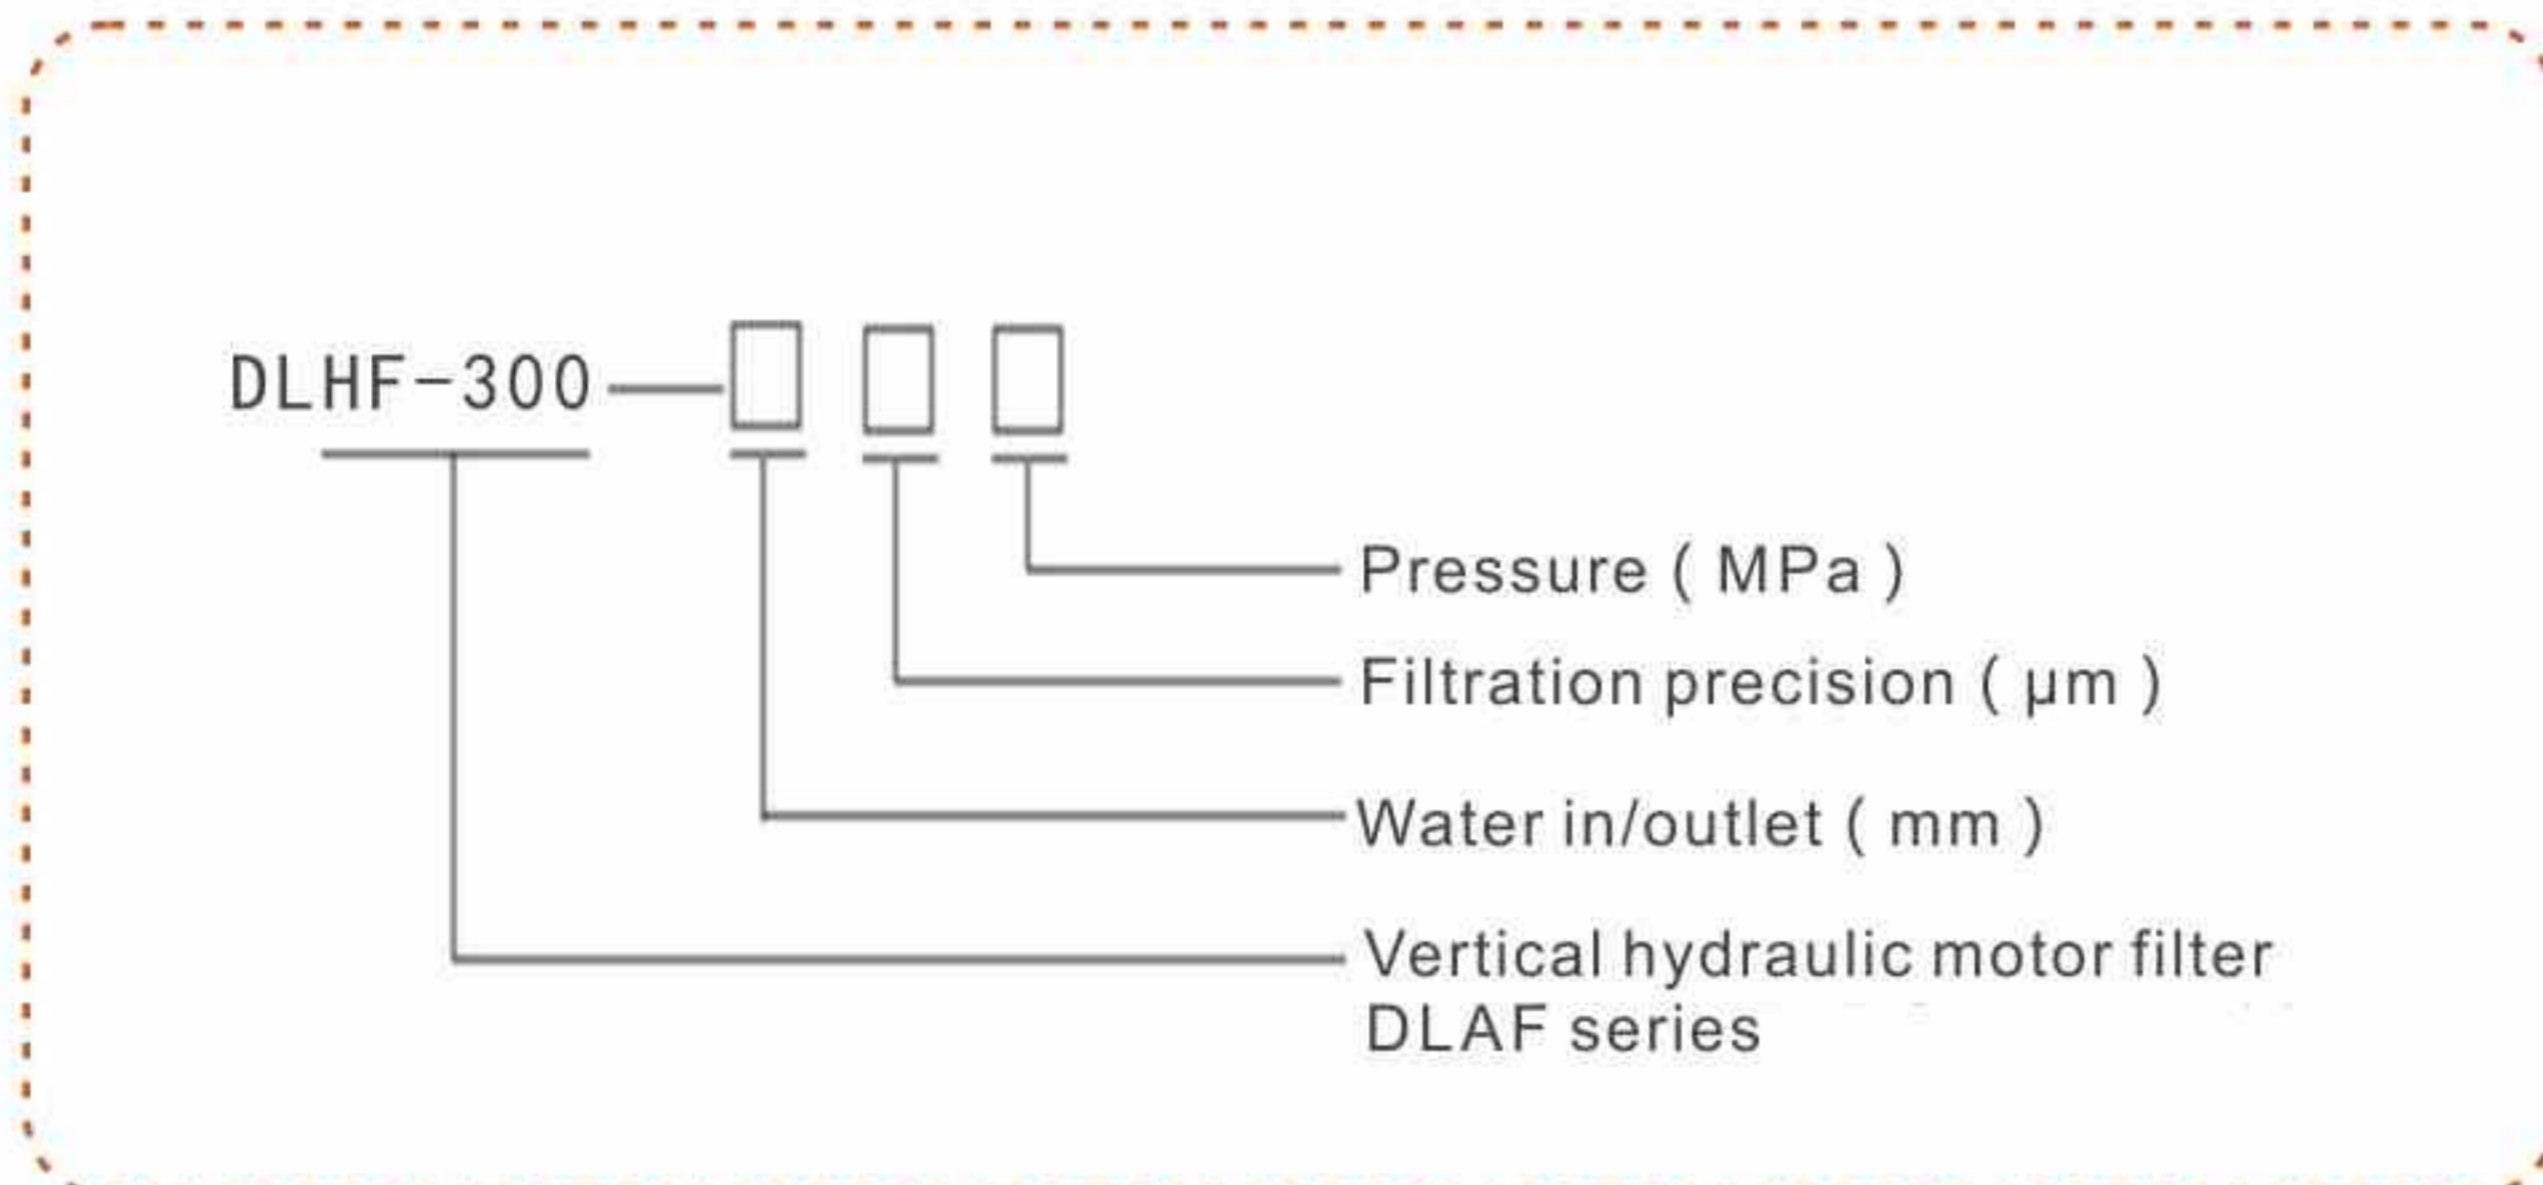 DLHF-300—□ □ □
Pressure ( MPa )
Filtration precision ( μm )
Water in/outlet ( mm )
Vertical hydraulic motor filter
DLAF series